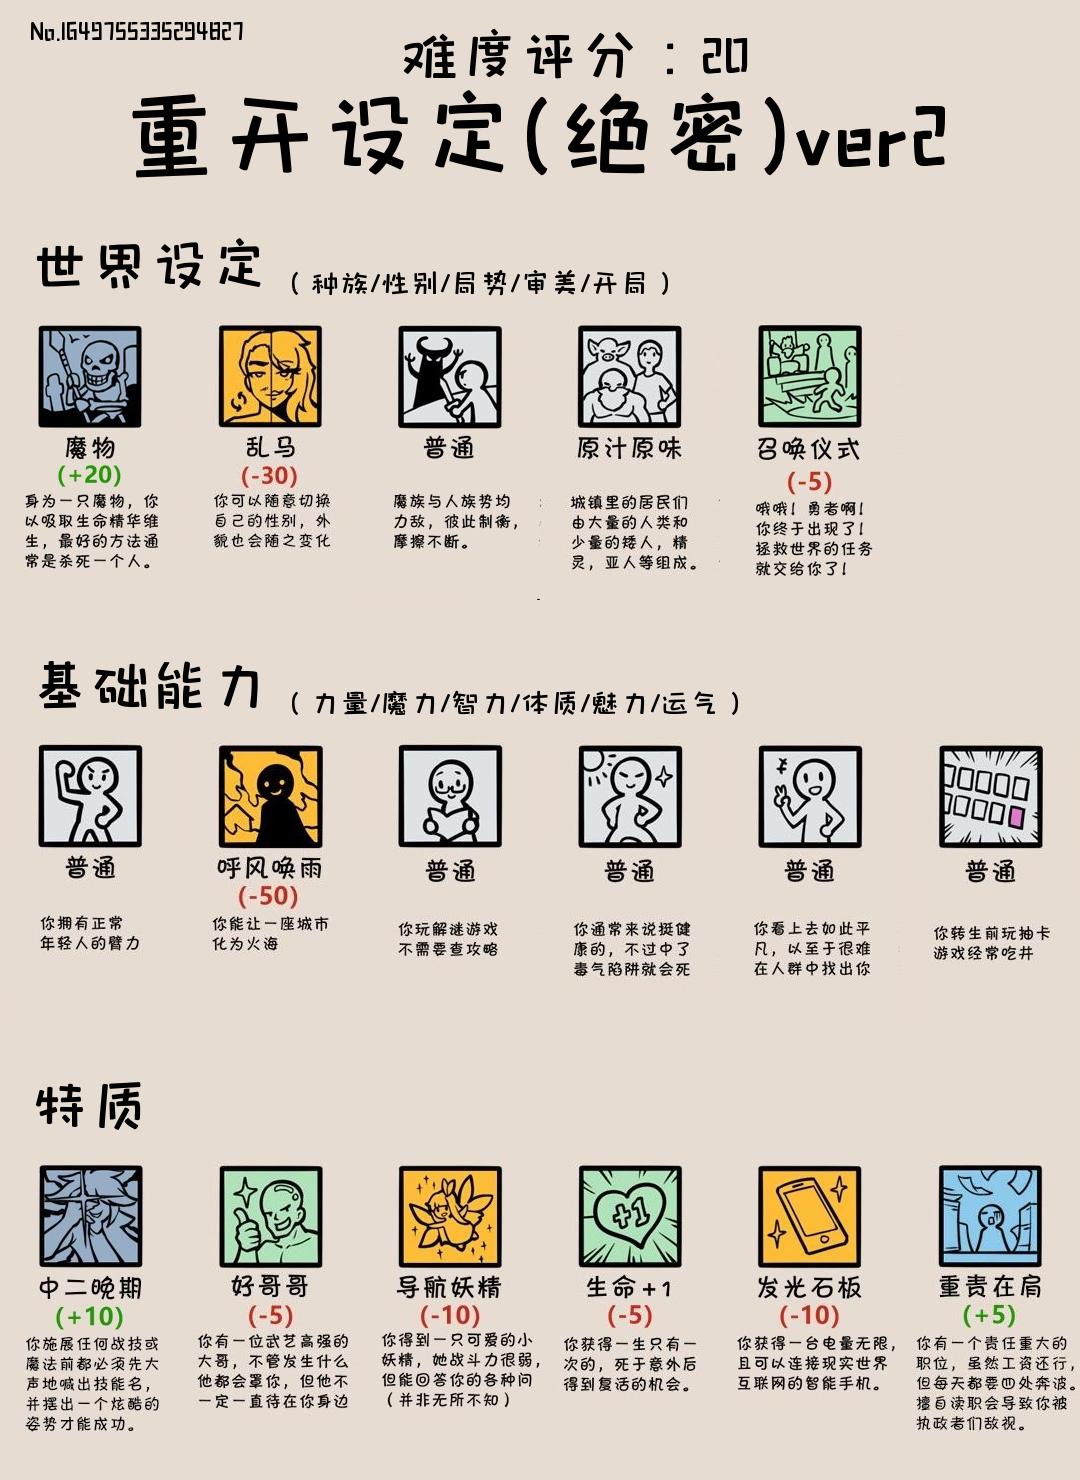 No.1649755335294827
难度评分：20
重开设定(绝密)ver2
世界设定 (种族/性别/局势/审美/开局)
魔物
(+20)
身为一只魔物，你
以吸取生命精华维
生，最好的方法通
常是杀死一个人。
乱马
(-30)
你可以随意切换
自己的性别，外
貌也会随之变化
普通
魔族与人族势均
力敌，彼此制衡，
摩擦不断。
原汁原味
城镇里的居民们
由大量的人类和
少量的矮人，精
灵，亚人等组成。
召唤仪式
(-5)
哦哦！勇者啊！
你终于出现了！
拯救世界的任务
就交给你了！
基础能力 (力量/魔力/智力/体质/魅力/运气)
普通
你拥有正常
年轻人的臂力
呼风唤雨
(-50)
你能让一座城市
化为火海
普通
你玩解谜游戏
不需要查攻略
普通
你通常来说挺健
康的，不过中了
毒气陷阱就会死
普通
你看上去如此平
凡，以至于很难
在人群中找出你
普通
你转生前玩抽卡
游戏经常吃井
特质
中二晚期
(+10)
你施展任何战技或
魔法前都必须先大
声地喊出技能名，
并摆出一个炫酷的
姿势才能成功。
好哥哥
(-5)
你有一位武艺高强的
大哥，不管发生什么
他都会罩你，但他不
一定一直待在你身边
导航妖精
(-10)
你得到一只可爱的小
妖精，她战斗力很弱，
但能回答你的各种问
(并非无所不知)
+1
生命+1
(-5)
你获得一生只有一
次的，死于意外后
得到复活的机会。
发光石板
(-10)
你获得一台电量无限，
且可以连接现实世界
互联网的智能手机。
重责在肩
(+5)
你有一个责任重大的
职位，虽然工资还行，
但每天都要四处奔波。
擅自渎职会导致你被
执政者们敌视。